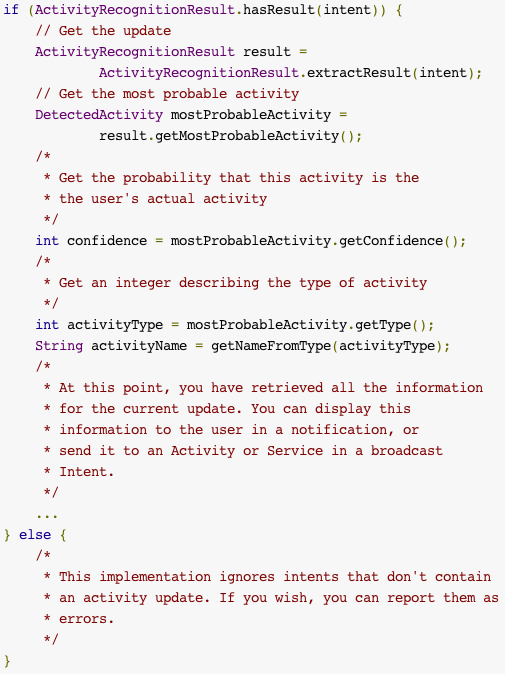 if (ActivityRecognitionResult.hasResult(intent)) {
    // Get the update
    ActivityRecognitionResult result =
            ActivityRecognitionResult.extractResult(intent);
    // Get the most probable activity
    DetectedActivity mostProbableActivity =
            result.getMostProbableActivity();
    /*
     * Get the probability that this activity is the
     * the user's actual activity
     */
    int confidence = mostProbableActivity.getConfidence();
    /*
     * Get an integer describing the type of activity
     */
    int activityType = mostProbableActivity.getType();
    String activityName = getNameFromType(activityType);
    /*
     * At this point, you have retrieved all the information
     * for the current update. You can display this
     * information to the user in a notification, or
     * send it to an Activity or Service in a broadcast
     * Intent.
     */
    ...
} else {
    /*
     * This implementation ignores intents that don't contain
     * an activity update. If you wish, you can report them as
     * errors.
     */
}